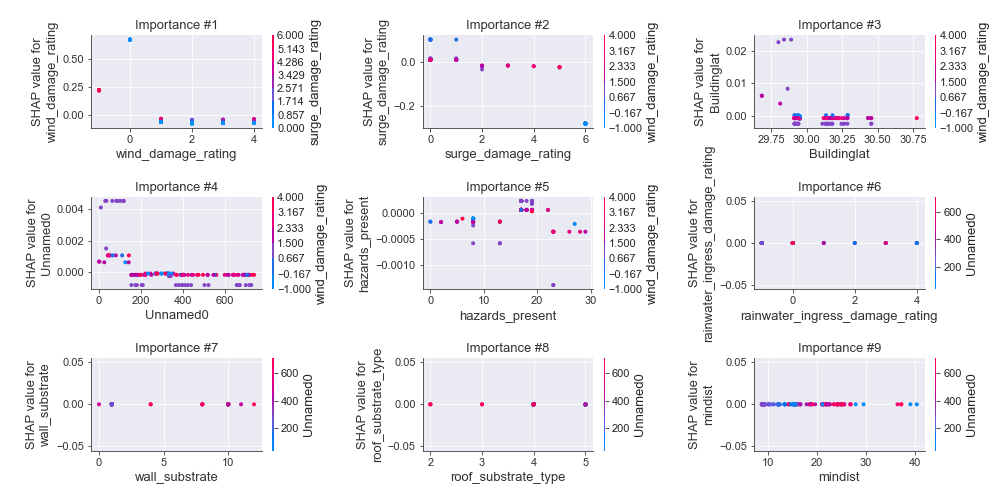 Importance #1
SHAP value for
wind_damage_rating
0.50
0.25
0.00
0
2
4
wind_damage_rating
6.000
5.143
4.286
3.429
2.571
1.714
0.857
0.000
surge_damage_rating
Importance #2
SHAP value for
surge_damage_rating
0.0
−0.2
0
2
4
6
surge_damage_rating
4.000
3.167
2.333
1.500
0.667
−0.167
−1.000
wind_damage_rating
Importance #3
SHAP value for
Buildinglat
0.02
0.01
0.00
29.75
30.00
30.25
30.50
30.75
Buildinglat
4.000
3.167
2.333
1.500
0.667
−0.167
−1.000
wind_damage_rating
Importance #4
SHAP value for
Unnamed0
0.004
0.002
0.000
0
200
400
600
Unnamed0
4.000
3.167
2.333
1.500
0.667
−0.167
−1.000
wind_damage_rating
Importance #5
SHAP value for
hazards_present
0.0000
−0.0005
−0.0010
0
10
20
30
hazards_present
4.000
3.167
2.333
1.500
0.667
−0.167
−1.000
wind_damage_rating
Importance #6
SHAP value for
rainwater_ingress_damage_rating
0.05
0.00
−0.05
0
2
4
rainwater_ingress_damage_rating
600
400
200
Unnamed0
Importance #7
SHAP value for
wall_substrate
0.05
0.00
−0.05
0
5
10
wall_substrate
600
400
200
Unnamed0
Importance #8
SHAP value for
roof_substrate_type
0.05
0.00
−0.05
2
3
4
5
roof_substrate_type
600
400
200
Unnamed0
Importance #9
SHAP value for
mindist
0.05
0.00
−0.05
10
20
30
40
mindist
600
400
200
Unnamed0